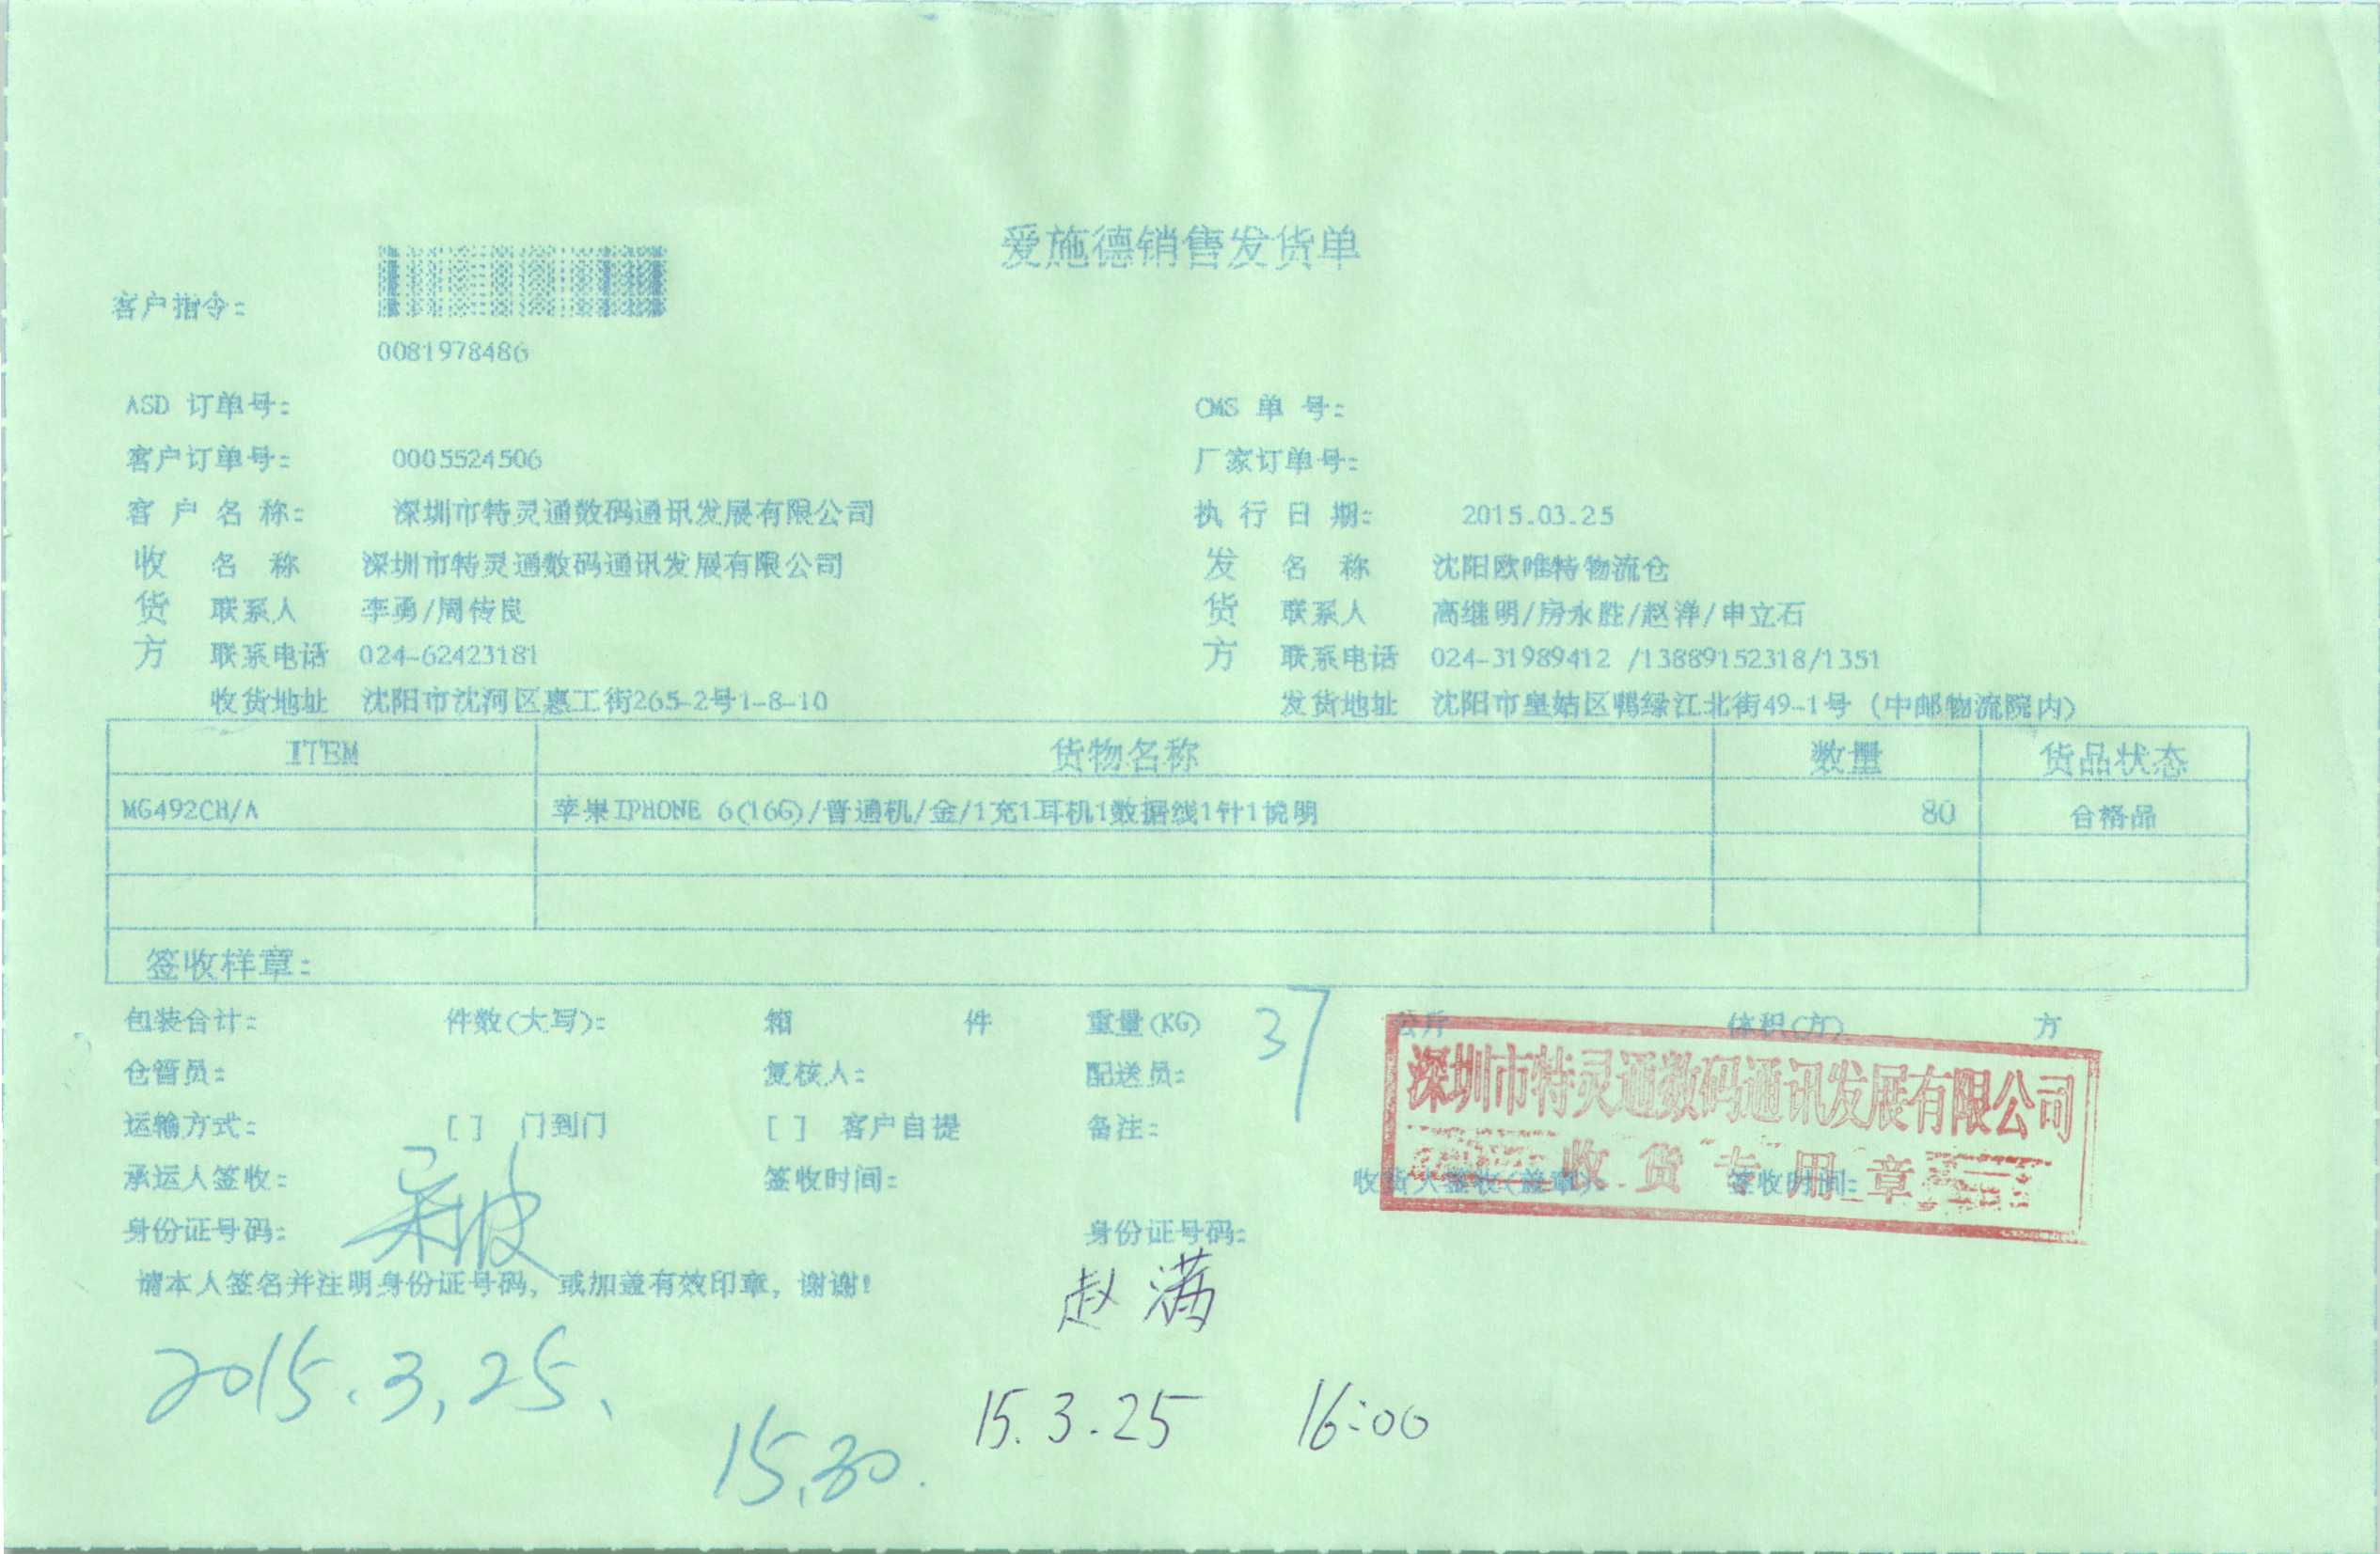 爱施德销售发货单
客户指令:
0081978486
ASD 订单号: CMS 单 号:
客户订单号: 0005524506 厂家订单号:
客 户 名 称: 深圳市特灵通数码通讯发展有限公司 执 行 日 期: 2015.03.25
收 名 称 深圳市特灵通数码通讯发展有限公司 发 名 称 沈阳欧唯特物流仓
货 联系人 李勇/周传良 货 联系人 高继明/房永胜/赵洋/申立石
方 联系电话 024-62423181 方 联系电话 024-31989412 /13889152318/1351
收货地址 沈阳市沈河区惠工街265-2号1-8-10 发货地址 沈阳市皇姑区鸭绿江北街49-1号 (中邮物流院内)
ITEM 货物名称 数量 货品状态
MG492CH/A 苹果IPHONE 6(16G)/普通机/金/1充1耳机1数据线1针1说明 80 合格品
签收样章:
包装合计: 件数(大写): 箱 件 重量(KG) 37 公斤 体积(方) 方
仓管员: 复核人: 配送员:
深圳市特灵通数码通讯发展有限公司
运输方式: [ ] 门到门 [ ] 客户自提 备注:
收货专用章
承运人签收: 签收时间: 收货人签收(盖章) 签收时间:
身份证号码: 身份证号码:
请本人签名并注明身份证号码, 或加盖有效印章, 谢谢!
赵满
2015.3.25.
15.3.25 16:00
15.30.